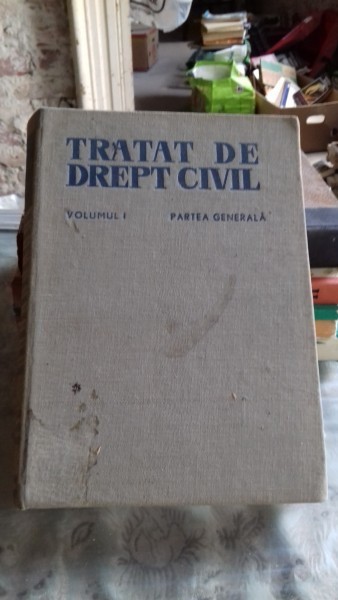 TRATAT DE
DREPT CIVIL
VOLUMUL I PARTEA GENERALĂ